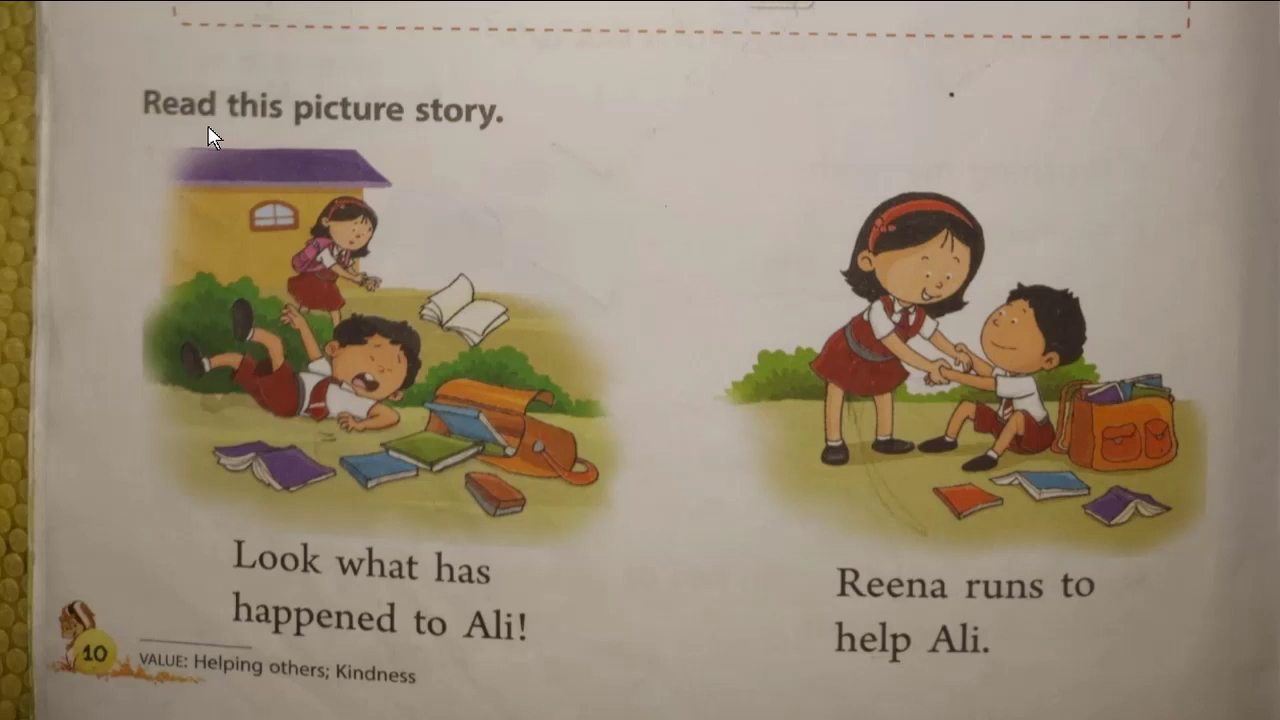 Read this picture story.
Look what has
happened to Ali!
Reena runs to
help Ali.
10
VALUE: Helping others; Kindness